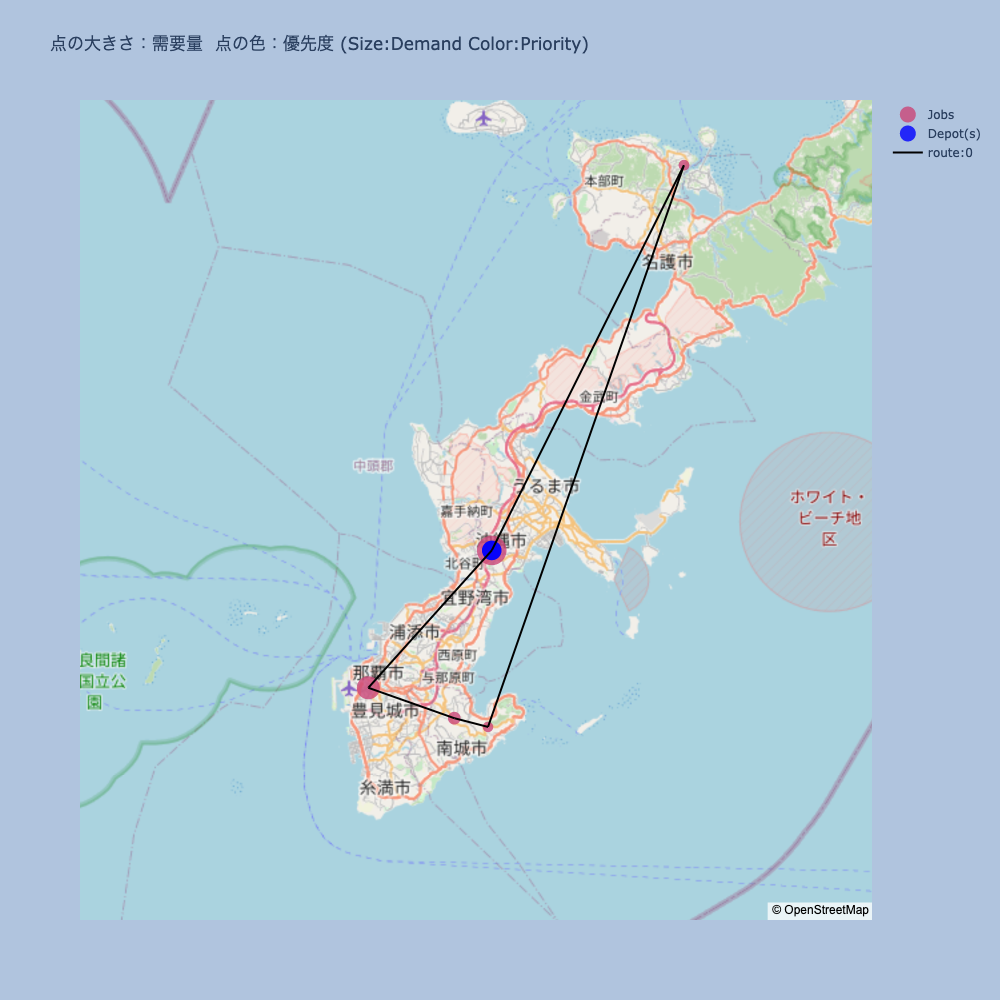 点の大きさ：需要量  点の色：優先度 (Size:Demand Color:Priority)
Jobs
Depot(s)
route:0
本部町
名護市
金武町
中頭郡
うるま市
ホワイト・
ビーチ地
区
嘉手納町
沖縄市
北谷町
宜野湾市
浦添市
西原町
良間諸
国立公
園
那覇市
与那原町
豊見城市
南城市
糸満市
© OpenStreetMap